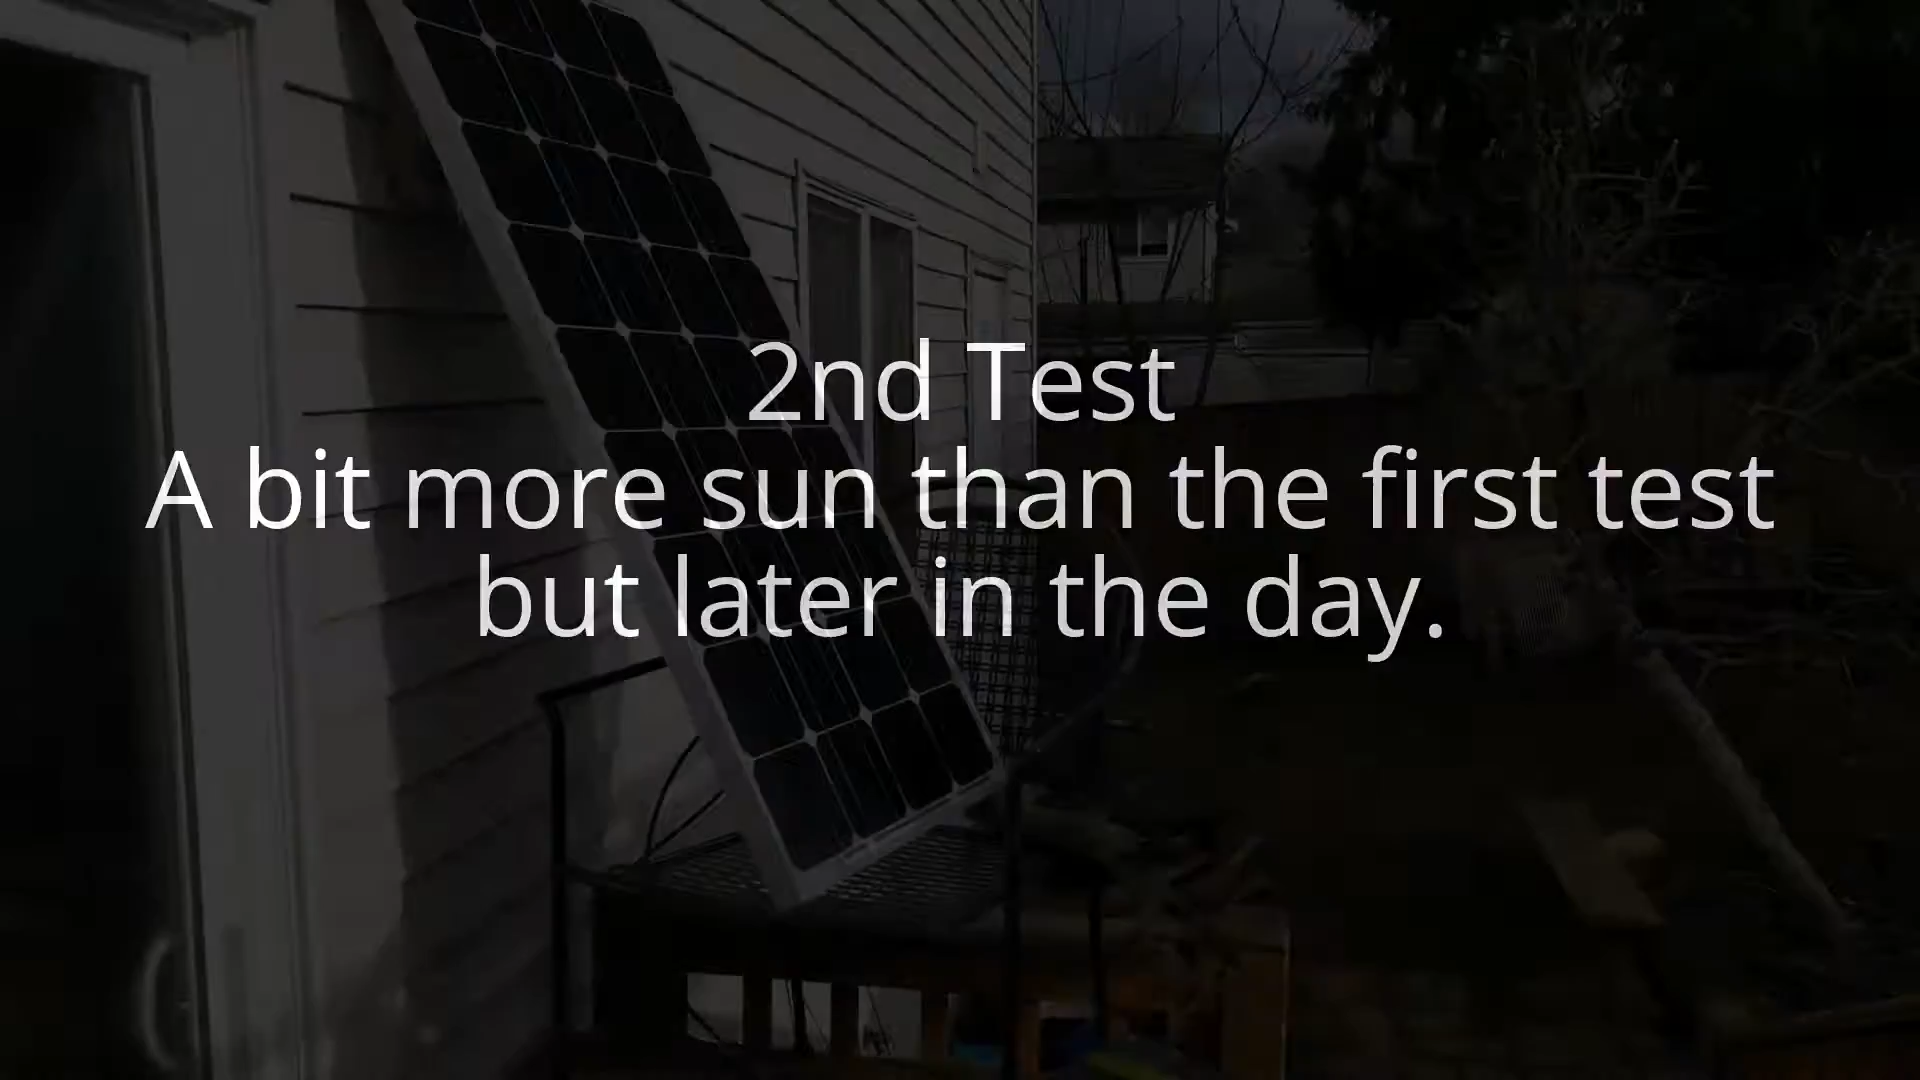 2nd Test
A bit more sun than the first test
but later in the day.